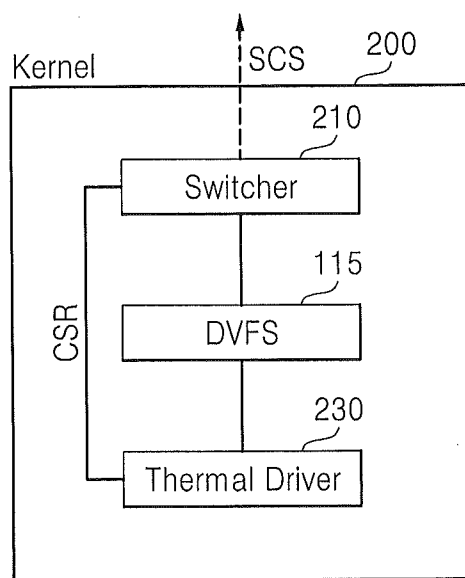 200
Kernel
SCS
210
Switcher
115
DVFS
CSR
230
Thermal Driver